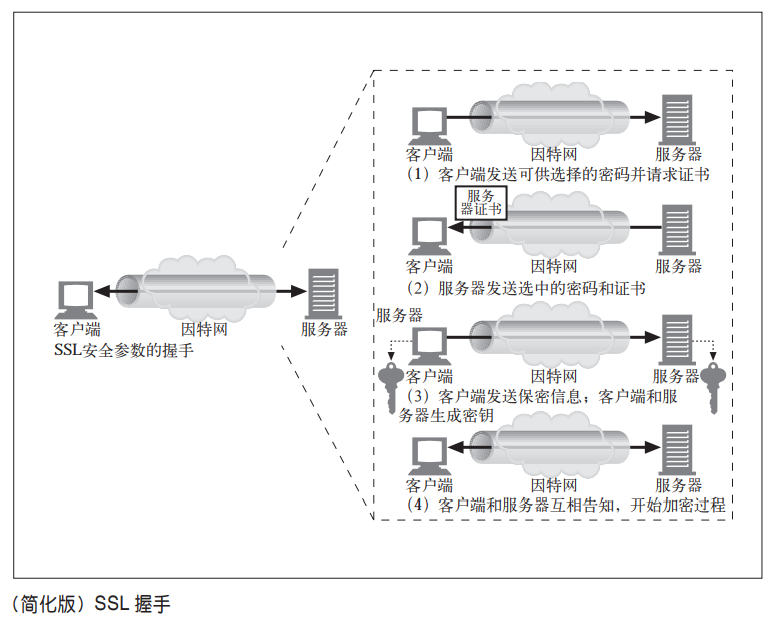 客户端
因特网
服务器
SSL安全参数的握手
客户端
因特网
服务器
（1）客户端发送可供选择的密码并请求证书
服务
器证书
客户端
因特网
服务器
（2）服务器发送选中的密码和证书
服务器
客户端
因特网
服务器
（3）客户端发送保密信息；客户端和服
务器生成密钥
客户端
因特网
服务器
（4）客户端和服务器互相告知，开始加密过程
（简化版）SSL 握手